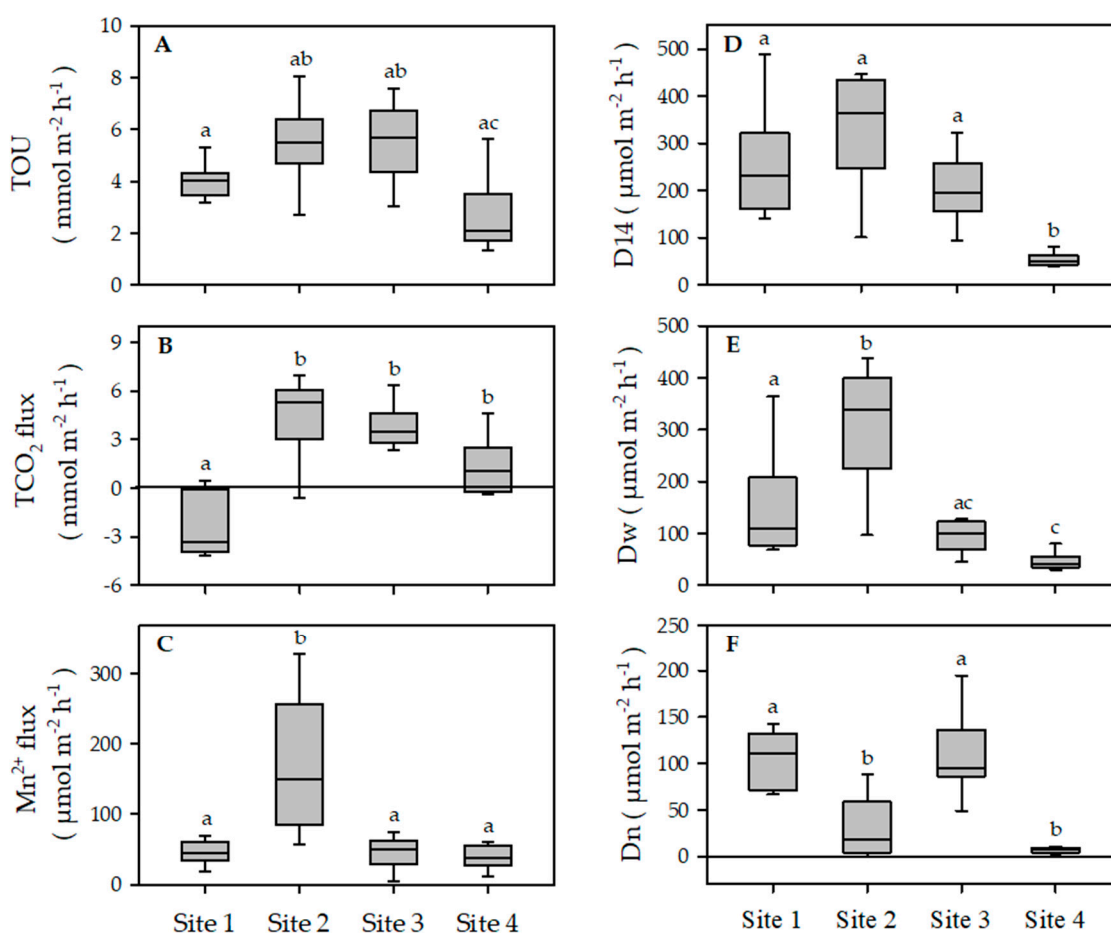 A
TOU
( mmol m⁻² h⁻¹ )
10
8
6
4
2
0
a
ab
ab
ac
B
TCO₂ flux
( mmol m⁻² h⁻¹ )
9
6
3
0
-3
-6
a
b
b
b
C
Mn²⁺ flux
( µmol m⁻² h⁻¹ )
300
200
100
0
a
b
a
a
Site 1 Site 2 Site 3 Site 4
D
D14 ( µmol m⁻² h⁻¹ )
500
400
300
200
100
0
a
a
a
b
E
Dw ( µmol m⁻² h⁻¹ )
500
400
300
200
100
0
a
b
ac
c
F
Dn ( µmol m⁻² h⁻¹ )
250
200
150
100
50
0
a
b
a
b
Site 1 Site 2 Site 3 Site 4